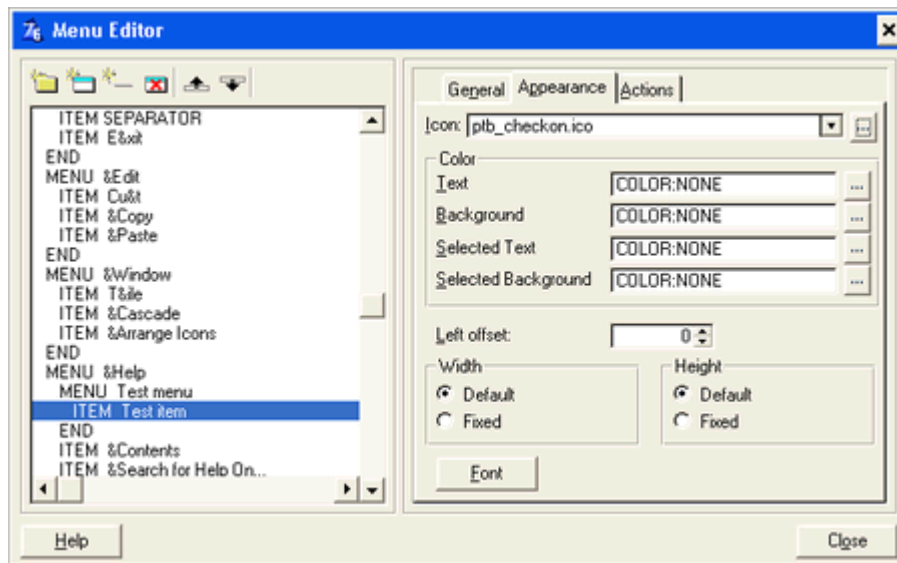 Menu Editor
General Appearance Actions
ITEM SEPARATOR
ITEM E&xit
END
MENU &Edit
ITEM Cu&t
ITEM &Copy
ITEM &Paste
END
MENU &Window
ITEM T&ile
ITEM &Cascade
ITEM &Arrange Icons
END
MENU &Help
MENU Test menu
ITEM Test item
END
ITEM &Contents
ITEM &Search for Help On...
Icon: ptb_checkon.ico ...
Color
Text COLOR:NONE ...
Background COLOR:NONE ...
Selected Text COLOR:NONE ...
Selected Background COLOR:NONE ...
Left offset: 0
Width Height
Default Default
Fixed Fixed
Font
Help Close